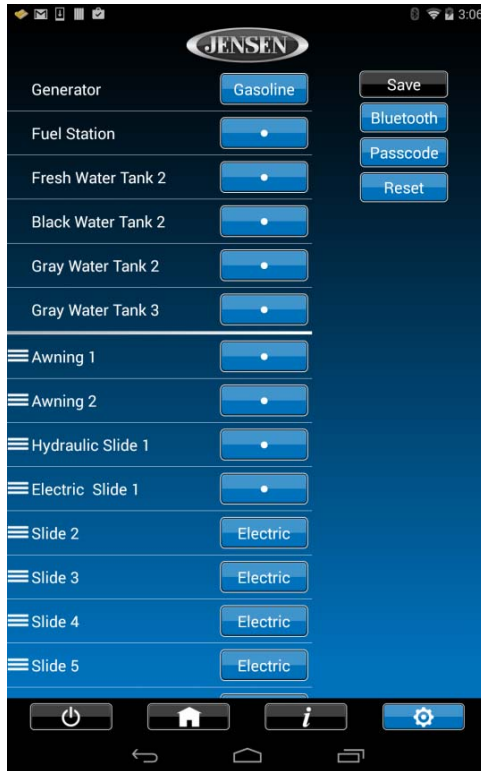 3:06
JENSEN
Generator Gasoline
Fuel Station
Fresh Water Tank 2
Black Water Tank 2
Gray Water Tank 2
Gray Water Tank 3
Awning 1
Awning 2
Hydraulic Slide 1
Electric Slide 1
Slide 2 Electric
Slide 3 Electric
Slide 4 Electric
Slide 5 Electric
Save
Bluetooth
Passcode
Reset
i